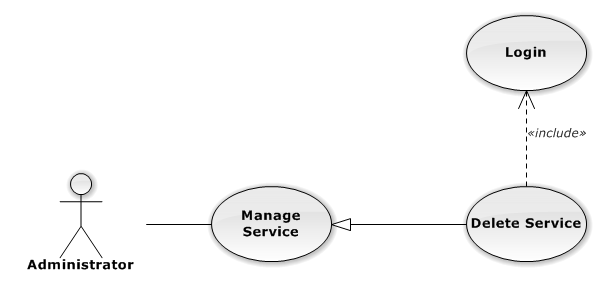 Login
«include»
Manage
Service
Delete Service
Administrator